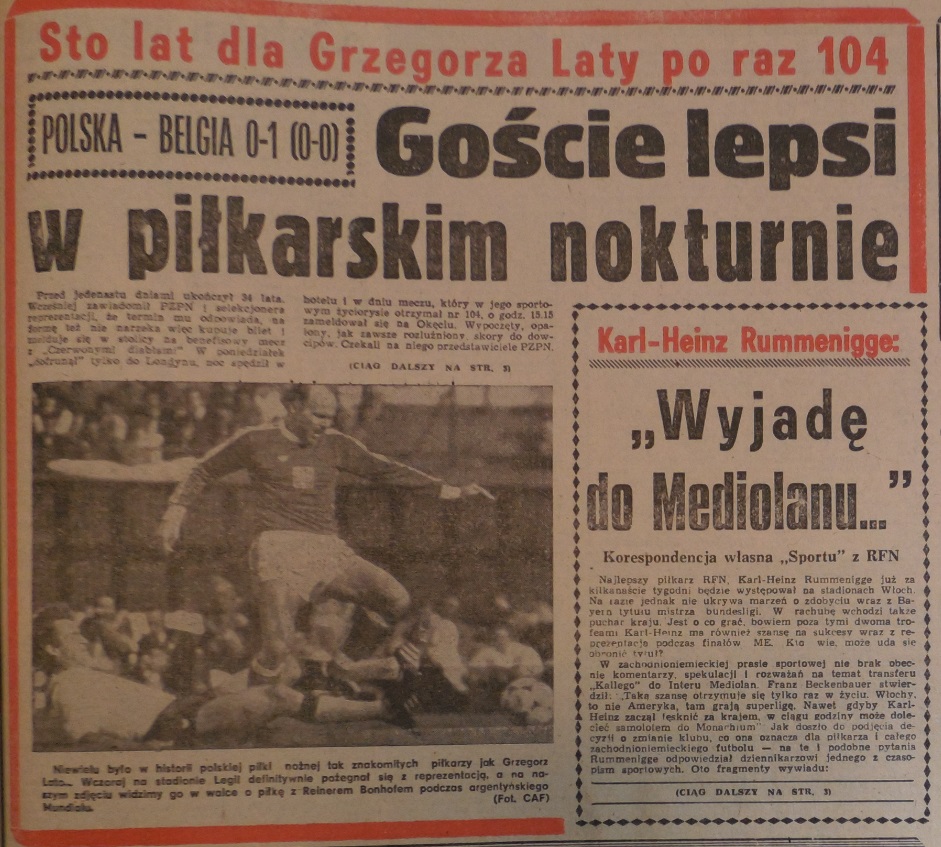 Sto lat dla Grzegorza Laty po raz 104
POLSKA – BELGIA 0-1 (0-0)
Goście lepsi
w piłkarskim nokturnie
Przed jedenastu dniami ukończył 34 lata.
Wcześniej zawiadomił PZPN i selekcjonera
reprezentacji, że termin mu odpowiada, na
formę też nie narzeka więc kupuje bilet i
melduje się w stolicy na benefisowy mecz
z „Czerwonymi diabłami". W poniedziałek
„dofrunął" tylko do Londynu, noc spędził w
hotelu i w dniu meczu, który w jego sporto-
wym życiorysie otrzymał nr 104, o godz. 15.15
zameldował się na Okęciu. Wypoczęty, opa-
lony, jak zawsze rozluźniony, skory do dow-
cipów. Czekali na niego przedstawiciele PZPN.
(CIĄG DALSZY NA STR. 3)
Niewielu było w historii polskiej piłki nożnej tak znakomitych piłkarzy jak Grzegorz
Lato... Wczoraj na stadionie Legii definitywnie pożegnał się z reprezentacją, a na na-
szym zdjęciu widzimy go w walce o piłkę z Reinerem Bonhofem podczas argentyńskiego
Mundialu.
(Fot. CAF)
Karl-Heinz Rummenigge:
„Wyjadę
do Mediolanu..."
Korespondencja własna „Sportu" z RFN
Najlepszy piłkarz RFN, Karl-Heinz Rummenigge już za
kilkanaście tygodni będzie występował na stadionach Włoch.
Na razie jednak nie ukrywa marzeń o zdobyciu wraz z Ba-
yern tytułu mistrza bundesligi. W rachubę wchodzi także
puchar kraju. Jest o co grać, bowiem poza tymi dwoma tro-
feami Karl-Heinz ma również szansę na sukcesy wraz z re-
prezentacją podczas finałów ME. Kto wie, może uda się
obronić tytuł?
W zachodnioniemieckiej prasie sportowej nie brak obec-
nie komentarzy, spekulacji i rozważań na temat transferu
„Kallego" do Interu Mediolan. Franz Beckenbauer stwier-
dził: „Taką szansę otrzymuje się tylko raz w życiu. Włochy,
to nie Ameryka, tam grają superligę. Nawet gdyby Karl-
Heinz zaczął tęsknić za krajem, w ciągu godziny może dole-
cieć samolotem do Monachium" Jak doszło do podjęcia de-
cyzji o zmianie klubu, co ona oznacza dla piłkarza i całego
zachodnioniemieckiego futbolu — na te i podobne pytania
Rummenigge odpowiedział dziennikarzowi jednego z czaso-
pism sportowych. Oto fragmenty wywiadu:
(CIĄG DALSZY NA STR. 3)